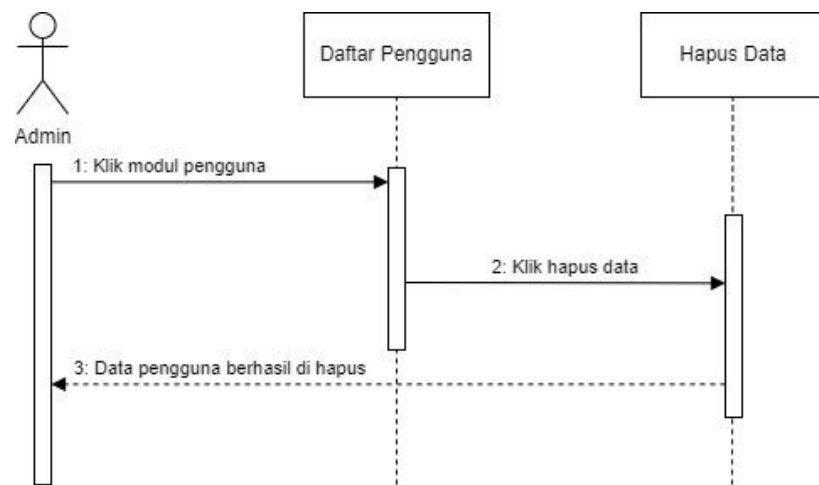 Daftar Pengguna
Hapus Data
Admin
1: Klik modul pengguna
2: Klik hapus data
3: Data pengguna berhasil di hapus